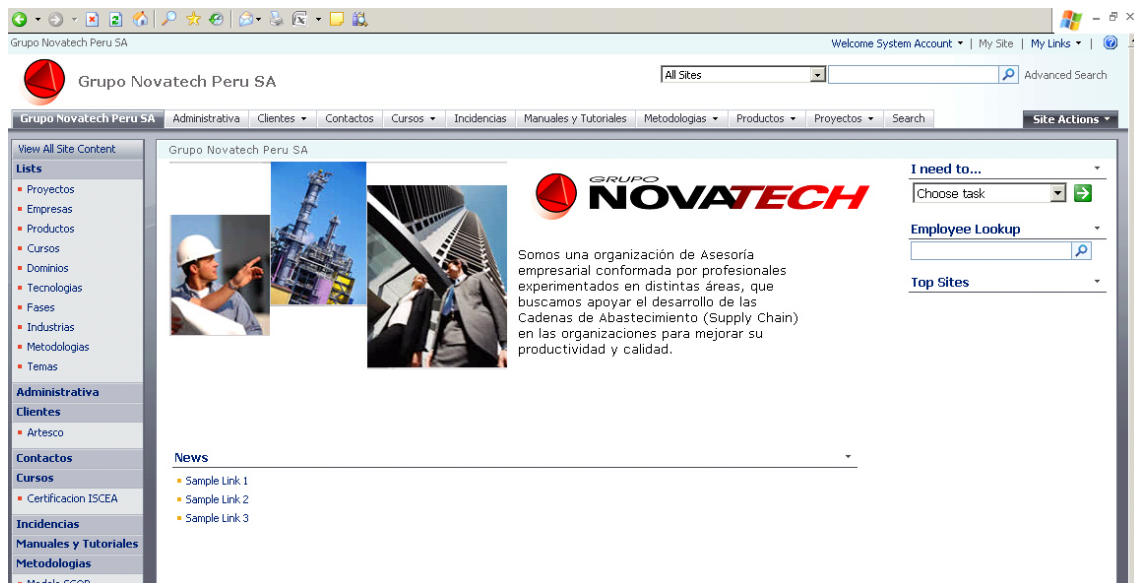 Grupo Novatech Peru SA
Welcome System Account | My Site | My Links |
Grupo Novatech Peru SA
All Sites
Advanced Search
Grupo Novatech Peru SA Administrativa Clientes Contactos Cursos Incidencias Manuales y Tutoriales Metodologias Productos Proyectos Search Site Actions
View All Site Content
Lists
Proyectos
Empresas
Productos
Cursos
Dominios
Tecnologias
Fases
Industrias
Metodologias
Temas
Administrativa
Clientes
Artesco
Contactos
Cursos
Certificacion ISCEA
Incidencias
Manuales y Tutoriales
Metodologias
Modelo SCOR
Grupo Novatech Peru SA
GRUPO
NOVATECH
Somos una organización de Asesoría
empresarial conformada por profesionales
experimentados en distintas áreas, que
buscamos apoyar el desarrollo de las
Cadenas de Abastecimiento (Supply Chain)
en las organizaciones para mejorar su
productividad y calidad.
News
Sample Link 1
Sample Link 2
Sample Link 3
I need to...
Choose task
Employee Lookup
Top Sites